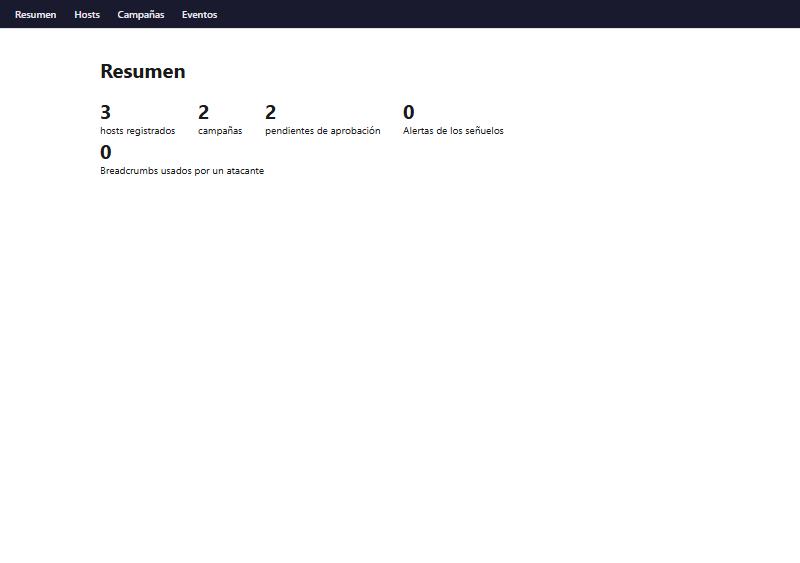 Resumen Hosts Campañas Eventos
Resumen
3 2 2 0
hosts registrados campañas pendientes de aprobación Alertas de los señuelos
0
Breadcrumbs usados por un atacante